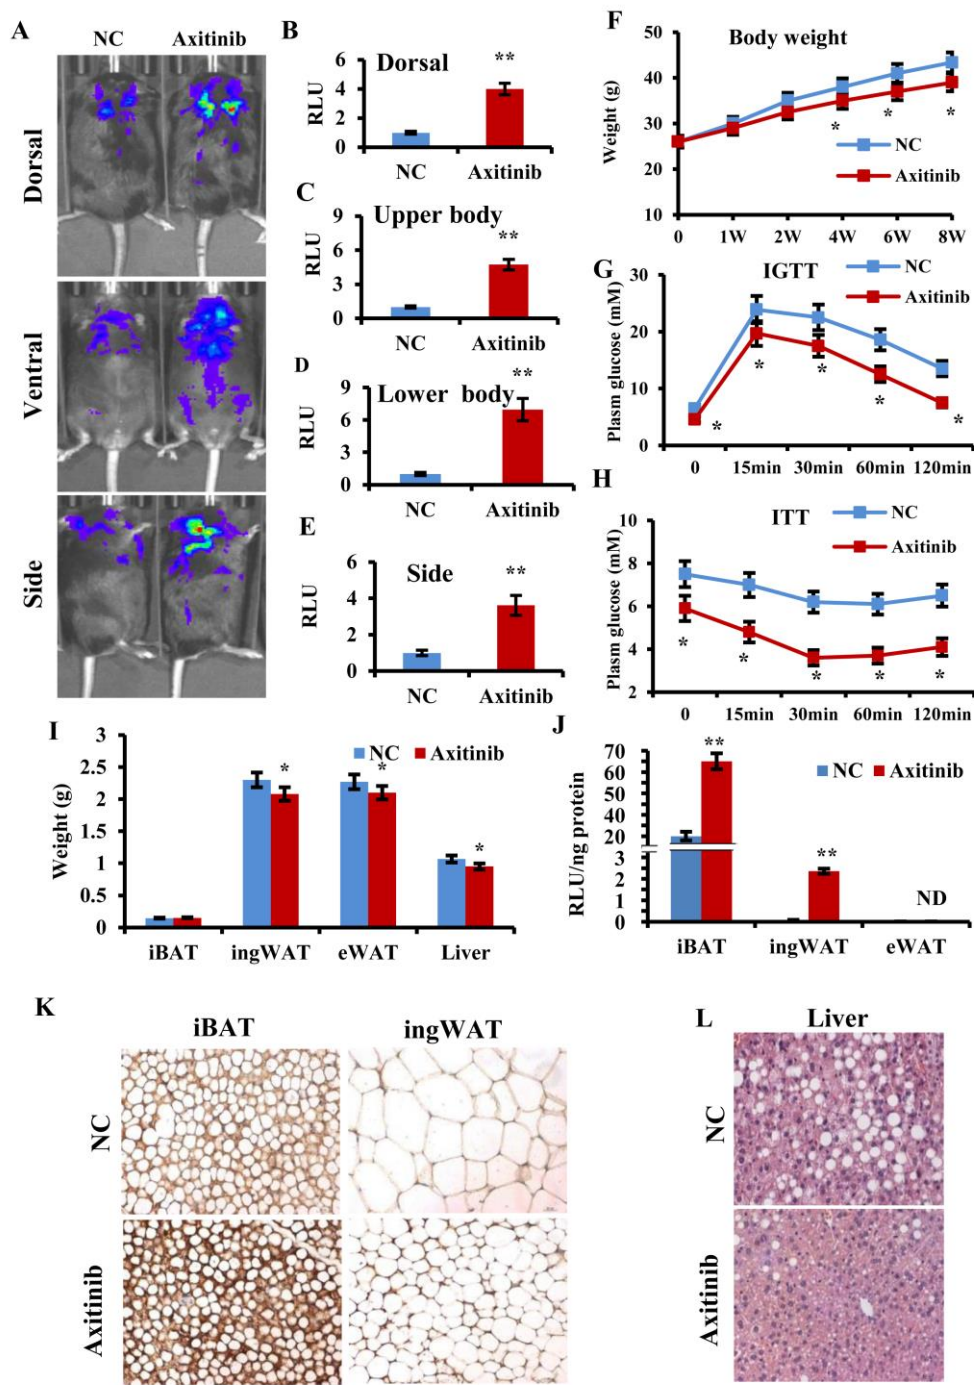 A
NC Axitinib
Dorsal
Ventral
Side
B
Dorsal
**
RLU
6
4
2
0
NC Axitinib
C
Upper body
**
RLU
9
6
3
0
NC Axitinib
D
Lower body
**
RLU
9
6
3
0
NC Axitinib
E
Side
**
RLU
6
4
2
0
NC Axitinib
F
Body weight
Weight (g)
50
40
30
20
10
* * *
NC
Axitinib
0 1W 2W 4W 6W 8W
G
IGTT
NC
Axitinib
Plasm glucose (mM)
30
20
10
0
* * * * *
0 15min 30min 60min 120min
H
ITT
NC
Axitinib
Plasm glucose (mM)
8
6
4
2
* * * * *
0 15min 30min 60min 120min
I
NC Axitinib
Weight (g)
3
2.5
2
1.5
1
0.5
0
* * *
iBAT ingWAT eWAT Liver
J
NC Axitinib
RLU/ng protein
70
60
50
40
30
20
3
2
1
0
** ** ND
iBAT ingWAT eWAT
K
iBAT ingWAT
NC
Axitinib
L
Liver
NC
Axitinib